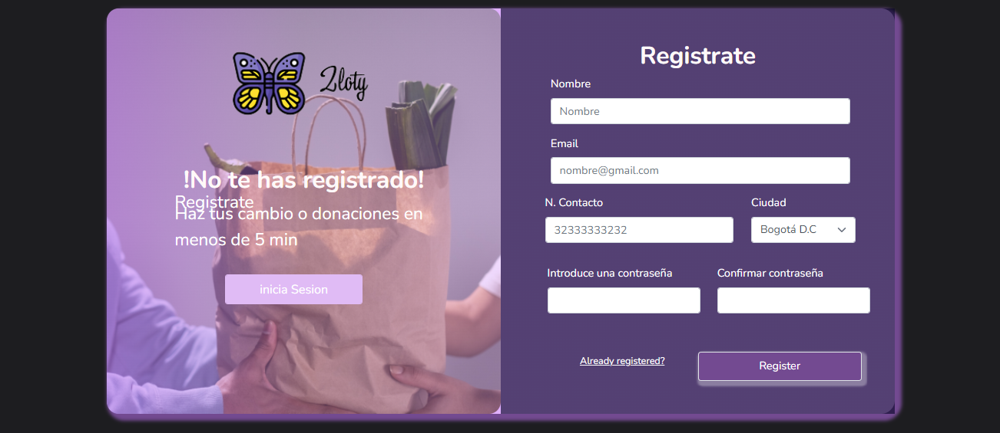 Zloty
!No te has registrado!
Registrate
Haz tus cambio o donaciones en
menos de 5 min
inicia Sesion
Registrate
Nombre
Nombre
Email
nombre@gmail.com
N. Contacto
Ciudad
32333333232
Bogotá D.C
Introduce una contraseña
Confirmar contraseña
Already registered?
Register